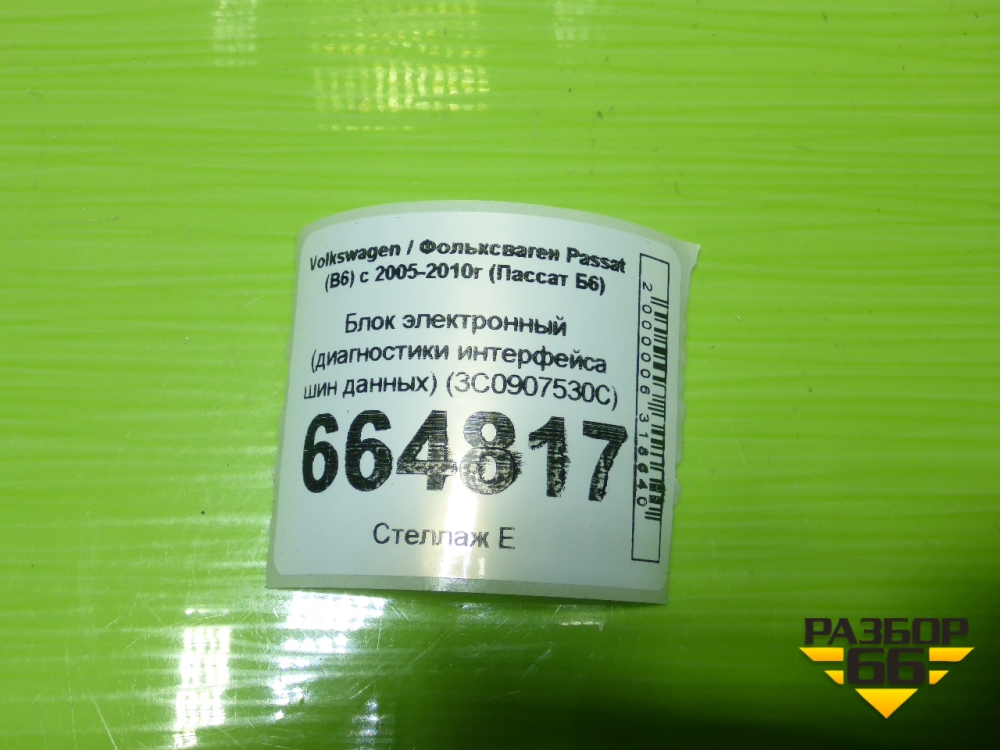 Volkswagen / Фольксваген Passat
(B6) с 2005-2010г (Пассат Б6)
Блок электронный
(диагностики интерфейса
шин данных) (3C0907530C)
664817
Стеллаж Е
РАЗБОР
66